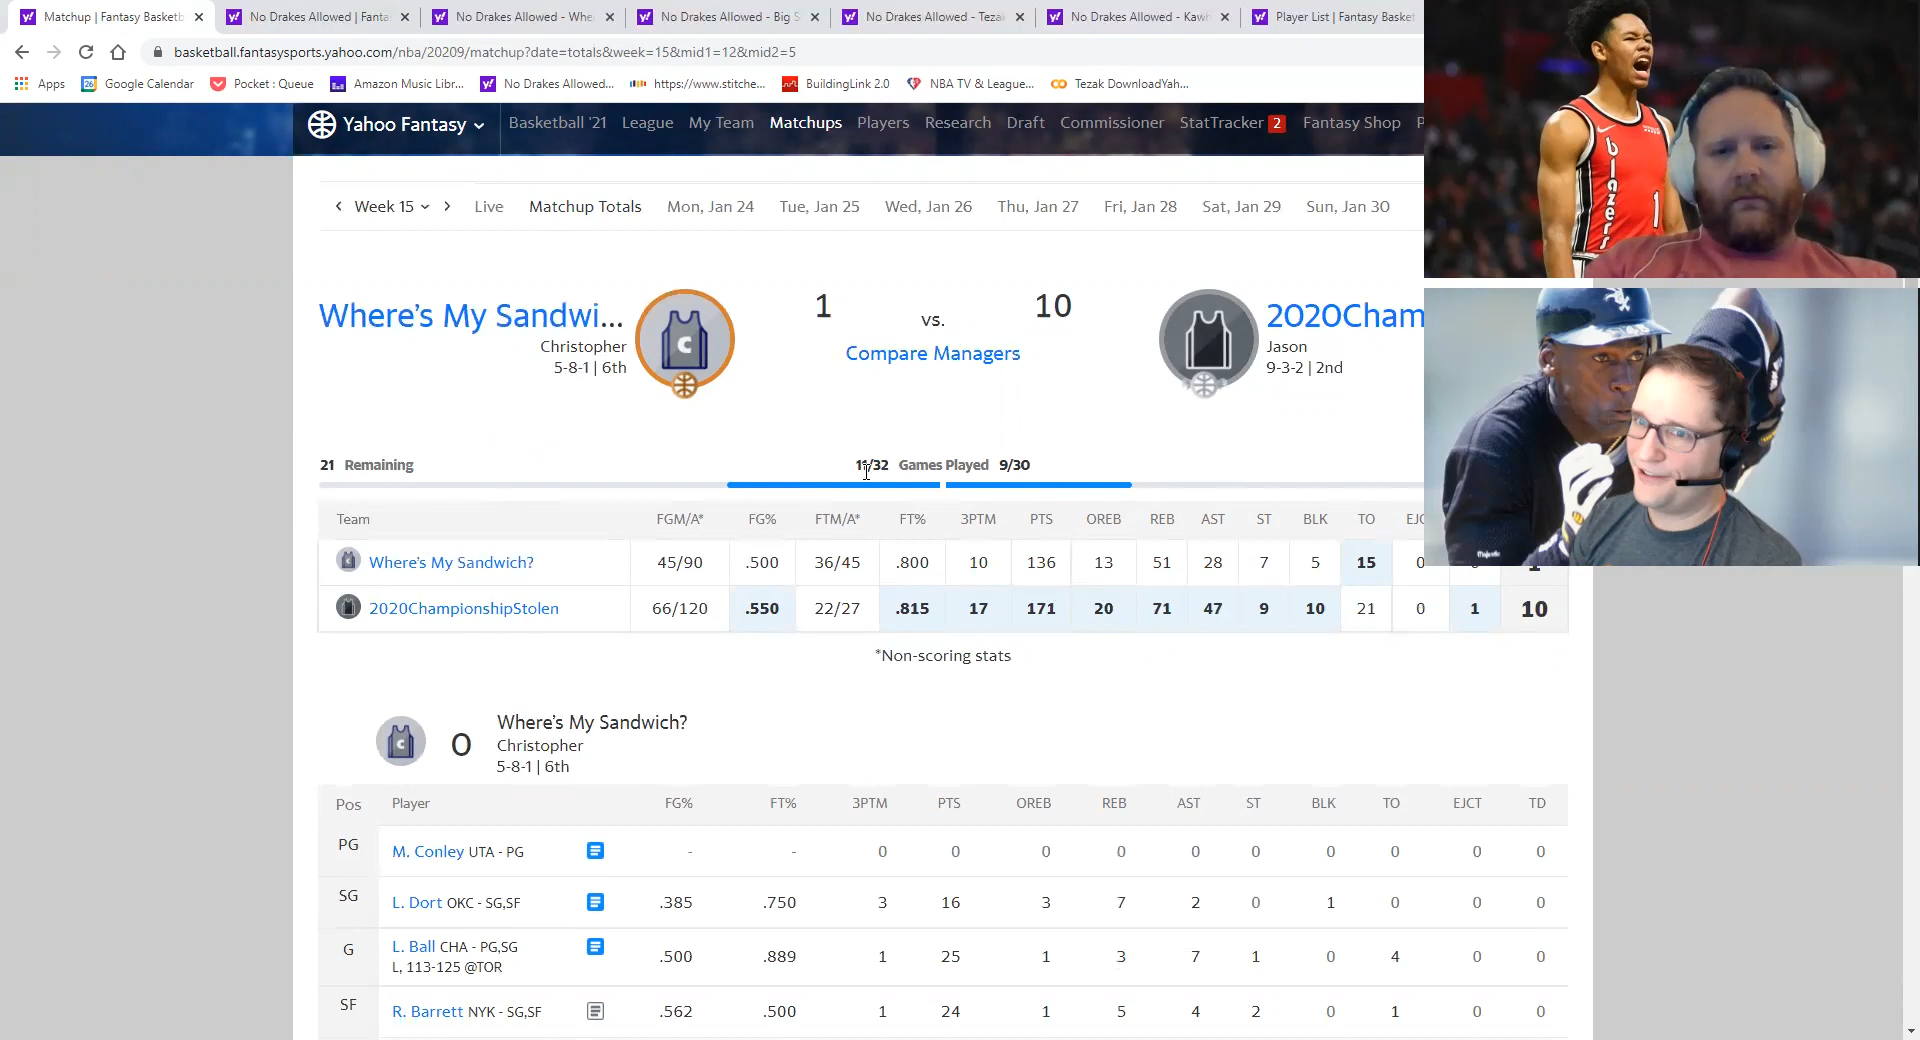 Matchup | Fantasy Basketb
No Drakes Allowed | Fanta
No Drakes Allowed - Whe
No Drakes Allowed - Big S
No Drakes Allowed - Teza
No Drakes Allowed - Kaw
Player List | Fantasy Basket
basketball.fantasysports.yahoo.com/nba/20209/matchup?date=totals&week=15&mid1=12&mid2=5
Apps
Google Calendar
Pocket : Queue
Amazon Music Libr...
No Drakes Allowed...
https://www.stitche...
BuildingLink 2.0
NBA TV & League...
Tezak DownloadYah...
Yahoo Fantasy Basketball '21 League My Team Matchups Players Research Draft Commissioner StatTracker 2 Fantasy Shop P
Week 15 Live Matchup Totals Mon, Jan 24 Tue, Jan 25 Wed, Jan 26 Thu, Jan 27 Fri, Jan 28 Sat, Jan 29 Sun, Jan 30
Where's My Sandwi...
Christopher
5-8-1 | 6th
C
1 vs. 10
Compare Managers
2020Cham
Jason
9-3-2 | 2nd
21 Remaining 11/32 Games Played 9/30
Team FGM/A* FG% FTM/A* FT% 3PTM PTS OREB REB AST ST BLK TO EJC
Where's My Sandwich? 45/90 .500 36/45 .800 10 136 13 51 28 7 5 15 0 1
2020ChampionshipStolen 66/120 .550 22/27 .815 17 171 20 71 47 9 10 21 0 1 10
*Non-scoring stats
C
0
Where's My Sandwich?
Christopher
5-8-1 | 6th
Pos Player FG% FT% 3PTM PTS OREB REB AST ST BLK TO EJCT TD
PG M. Conley UTA - PG - - 0 0 0 0 0 0 0 0 0 0
SG L. Dort OKC - SG,SF .385 .750 3 16 3 7 2 0 1 0 0 0
G L. Ball CHA - PG,SG .500 .889 1 25 1 3 7 1 0 4 0 0
L, 113-125 @TOR
SF R. Barrett NYK - SG,SF .562 .500 1 24 1 5 4 2 0 1 0 0
blazers
1
Majestic